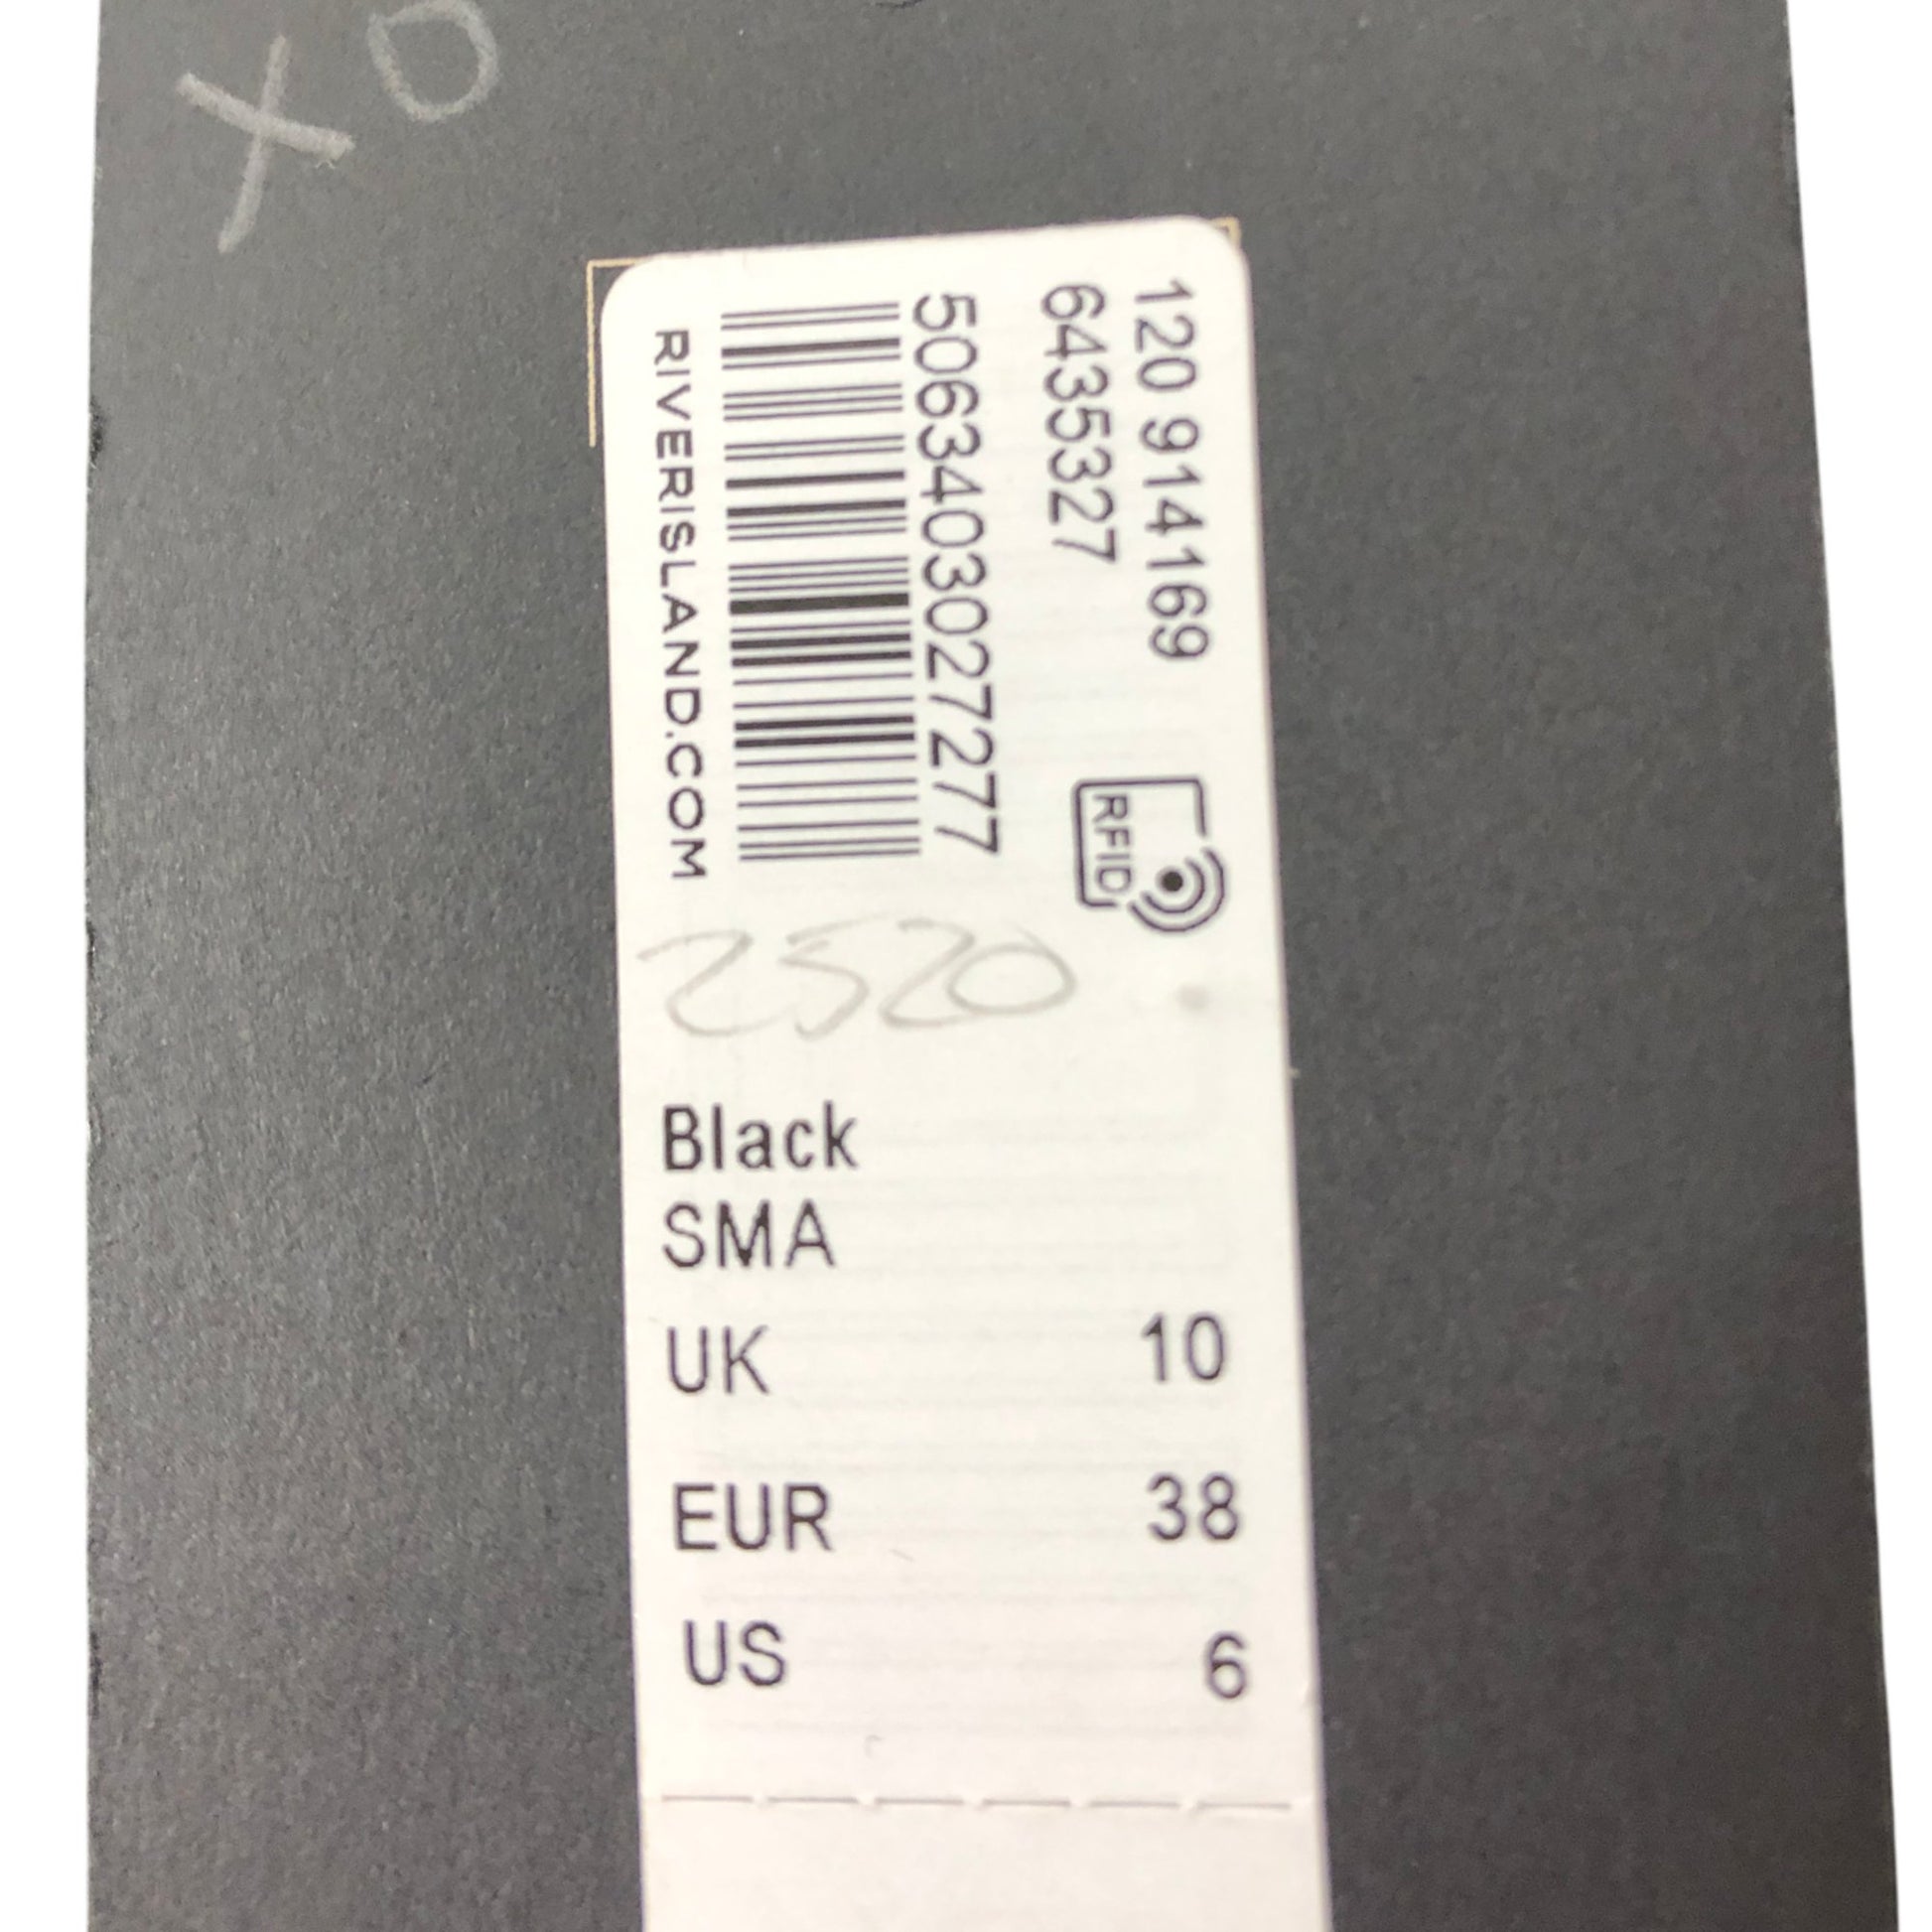 XO
120 914169
6435327
5063403027277
RIVERISLAND.COM
RFID
2520
Black
SMA
UK 10
EUR 38
US 6